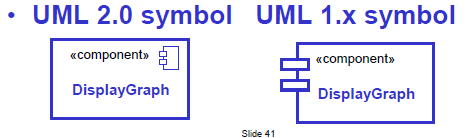 • UML 2.0 symbol UML 1.x symbol
«component» «component»
DisplayGraph DisplayGraph
Slide 41